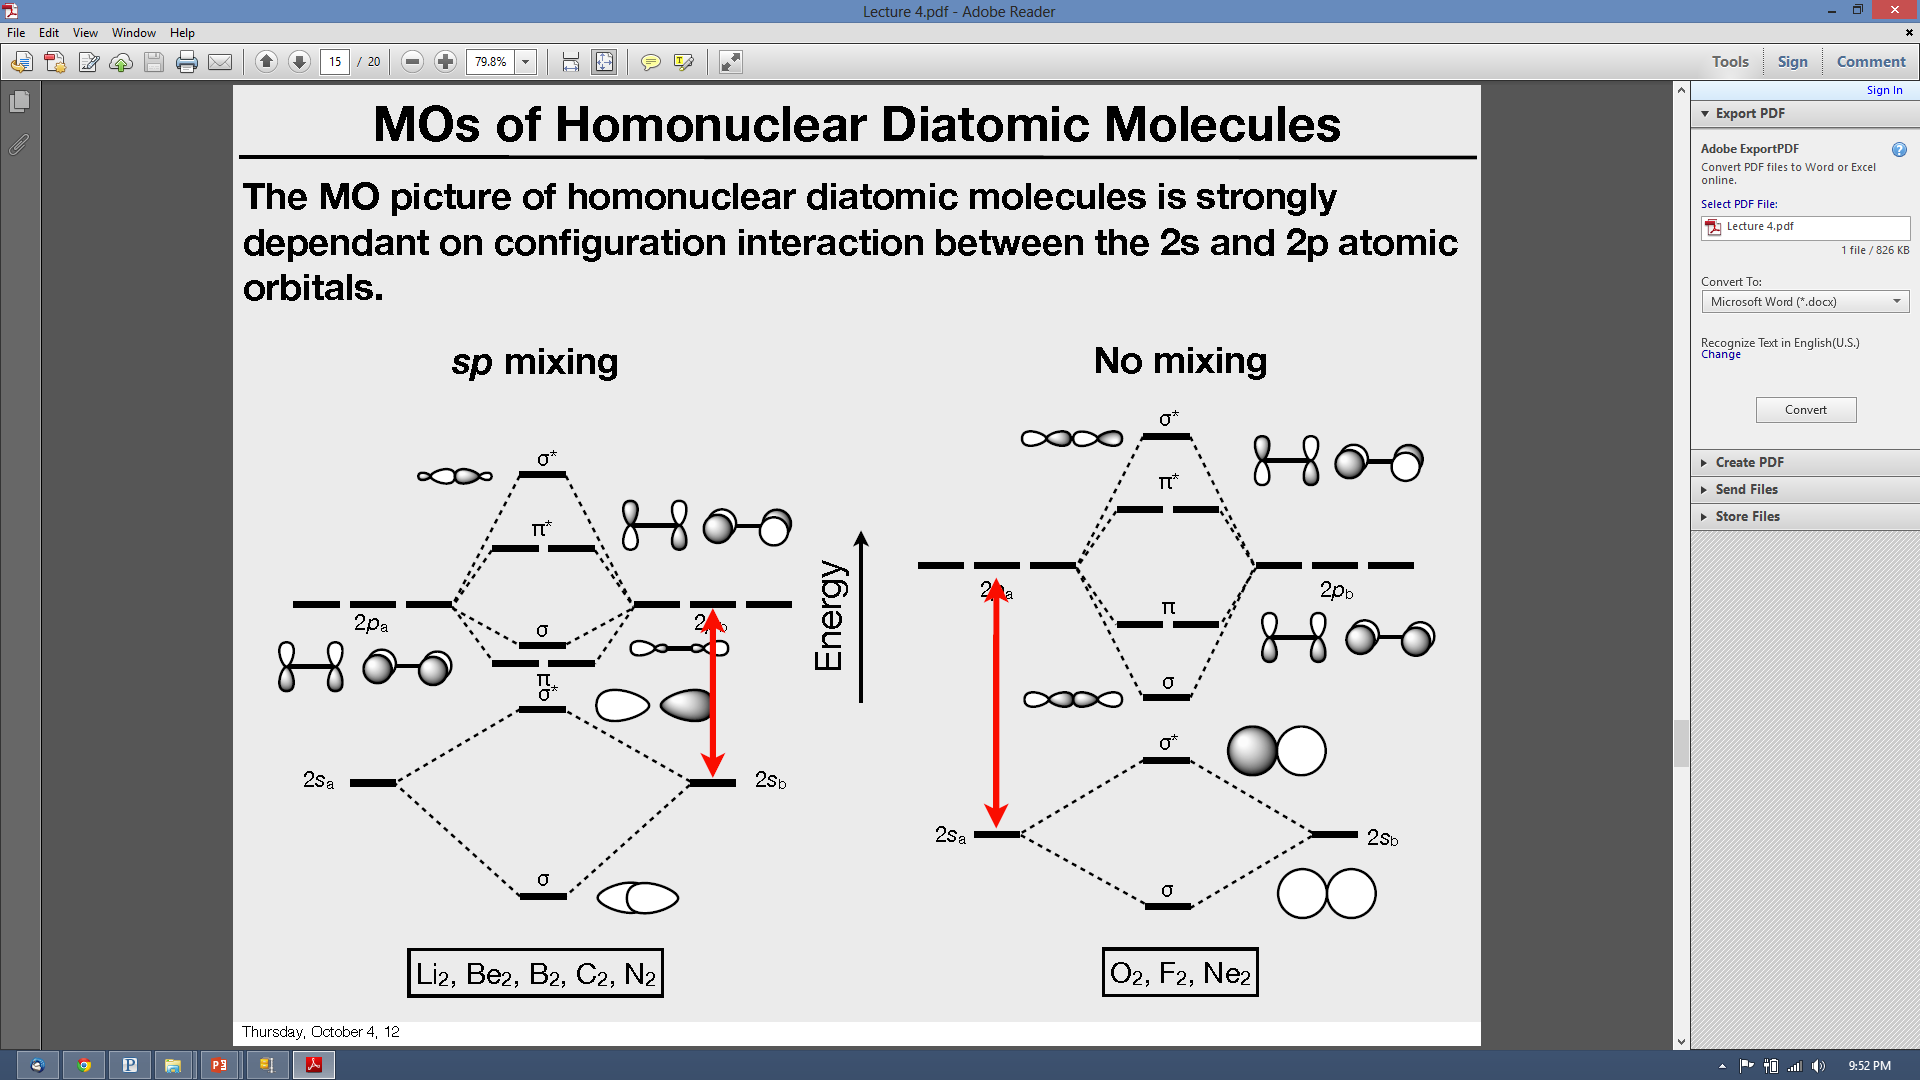 Lecture 4.pdf - Adobe Reader
File Edit View Window Help
15 / 20 79.8% Tools Sign Comment
Sign In
Export PDF
Adobe ExportPDF
Convert PDF files to Word or Excel
online.
Select PDF File:
Lecture 4.pdf
1 file / 826 KB
Convert To:
Microsoft Word (*.docx)
Recognize Text in English(U.S.)
Change
Convert
Create PDF
Send Files
Store Files
MOs of Homonuclear Diatomic Molecules
The MO picture of homonuclear diatomic molecules is strongly
dependant on configuration interaction between the 2s and 2p atomic
orbitals.
sp mixing
σ*
π*
2pₐ
σ
π
σ*
2sₐ 2s_b
σ
Li₂, Be₂, B₂, C₂, N₂
Energy
No mixing
σ*
π*
2pₐ 2p_b
π
σ
σ*
2sₐ 2s_b
σ
O₂, F₂, Ne₂
Thursday, October 4, 12
9:52 PM